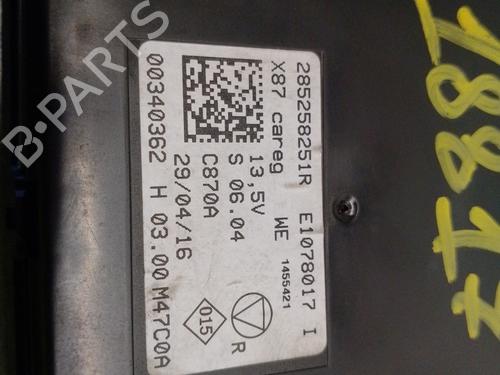 285258251R E1078017 I
X87 careg WE 1455421
13,5V
S 06.04
C870A
29/04/16
00340362 H 03.00 M47C0A
015
R
B-PARTS